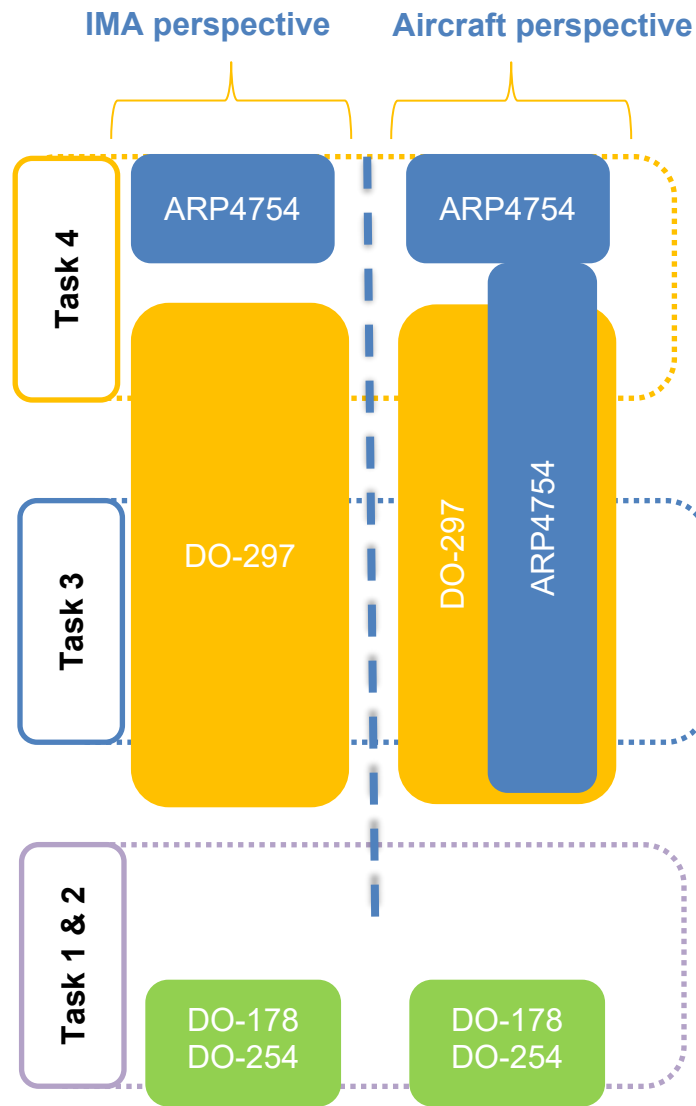 IMA perspective
Aircraft perspective
Task 4
ARP4754
ARP4754
Task 3
DO-297
DO-297
ARP4754
Task 1 & 2
DO-178
DO-254
DO-178
DO-254